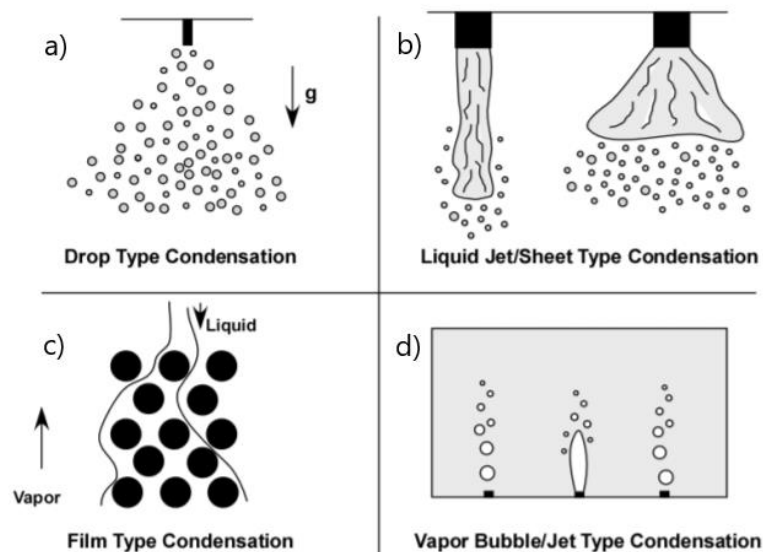 a)
g
Drop Type Condensation
b)
Liquid Jet/Sheet Type Condensation
c)
Liquid
Vapor
Film Type Condensation
d)
Vapor Bubble/Jet Type Condensation